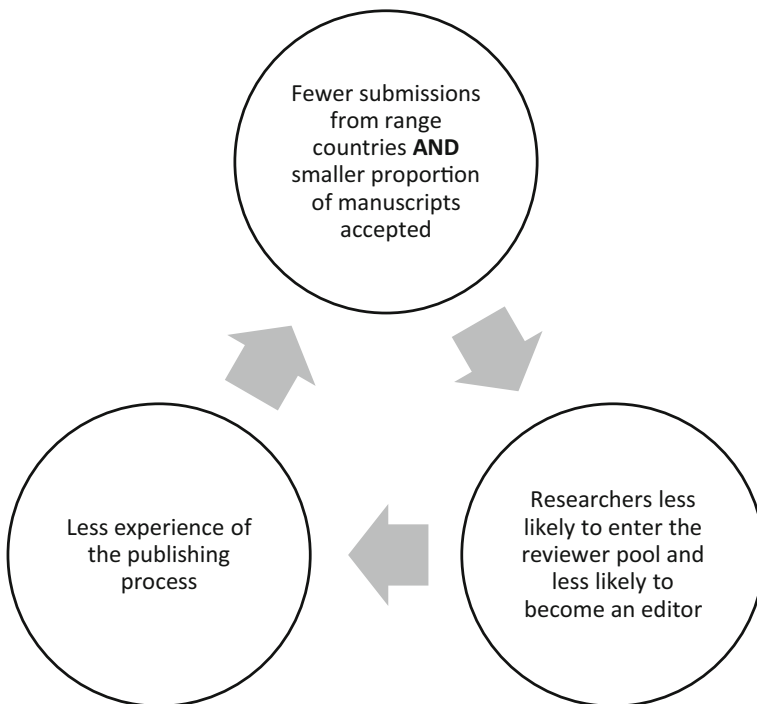 Fewer submissions
from range
countries AND
smaller proportion
of manuscripts
accepted
Researchers less
likely to enter the
reviewer pool and
less likely to
become an editor
Less experience of
the publishing
process